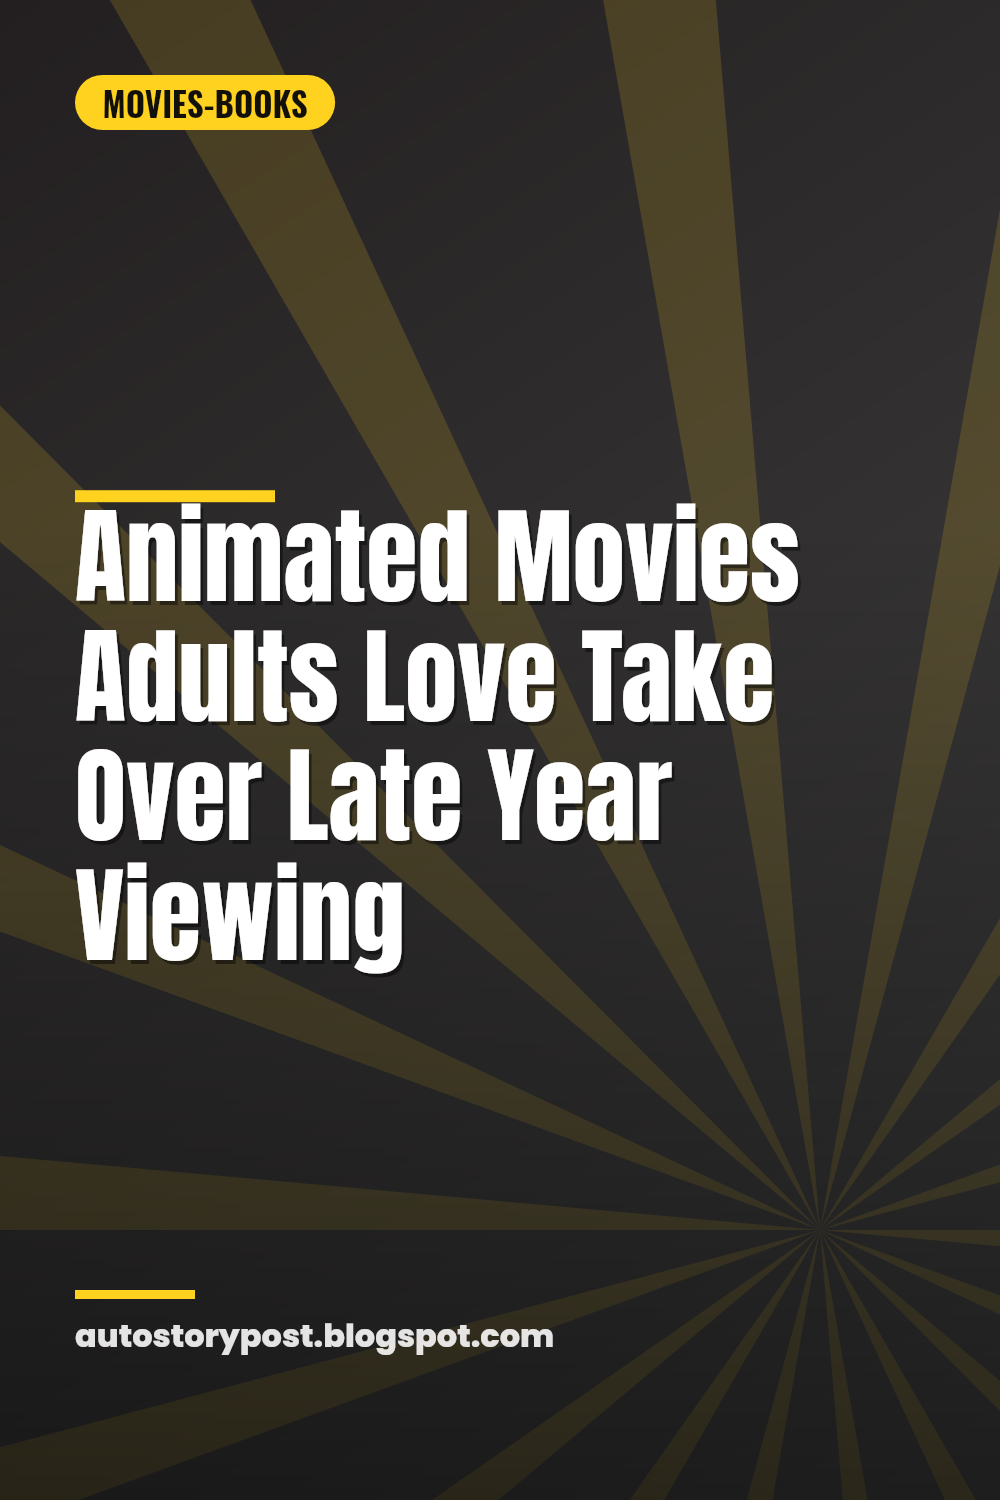 MOVIES-BOOKS
Animated Movies
Adults Love Take
Over Late Year
Viewing
autostorypost.blogspot.com